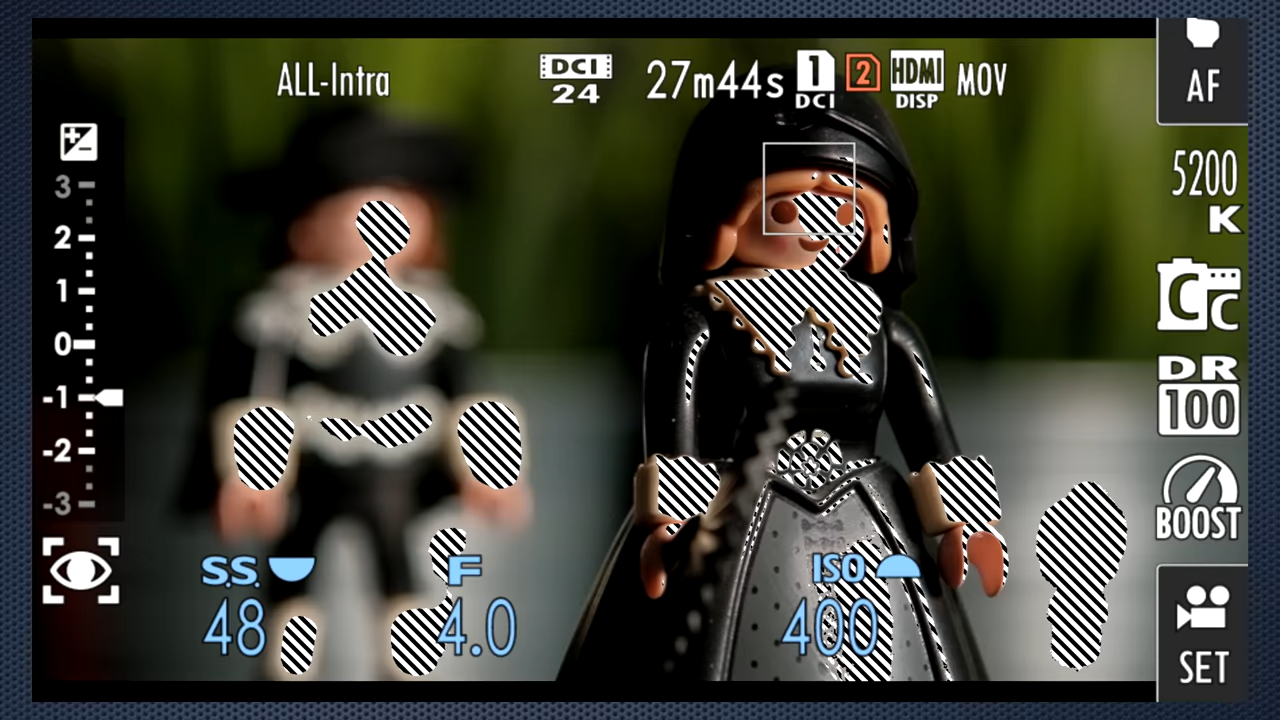 ALL-Intra
DCI
24
27m44s
1
DCI
2
HDMI
DISP
MOV
AF
3
2
1
0
-1
-2
-3
5200
K
C
C
DR
100
BOOST
S.S.
48
F
4.0
ISO
400
SET